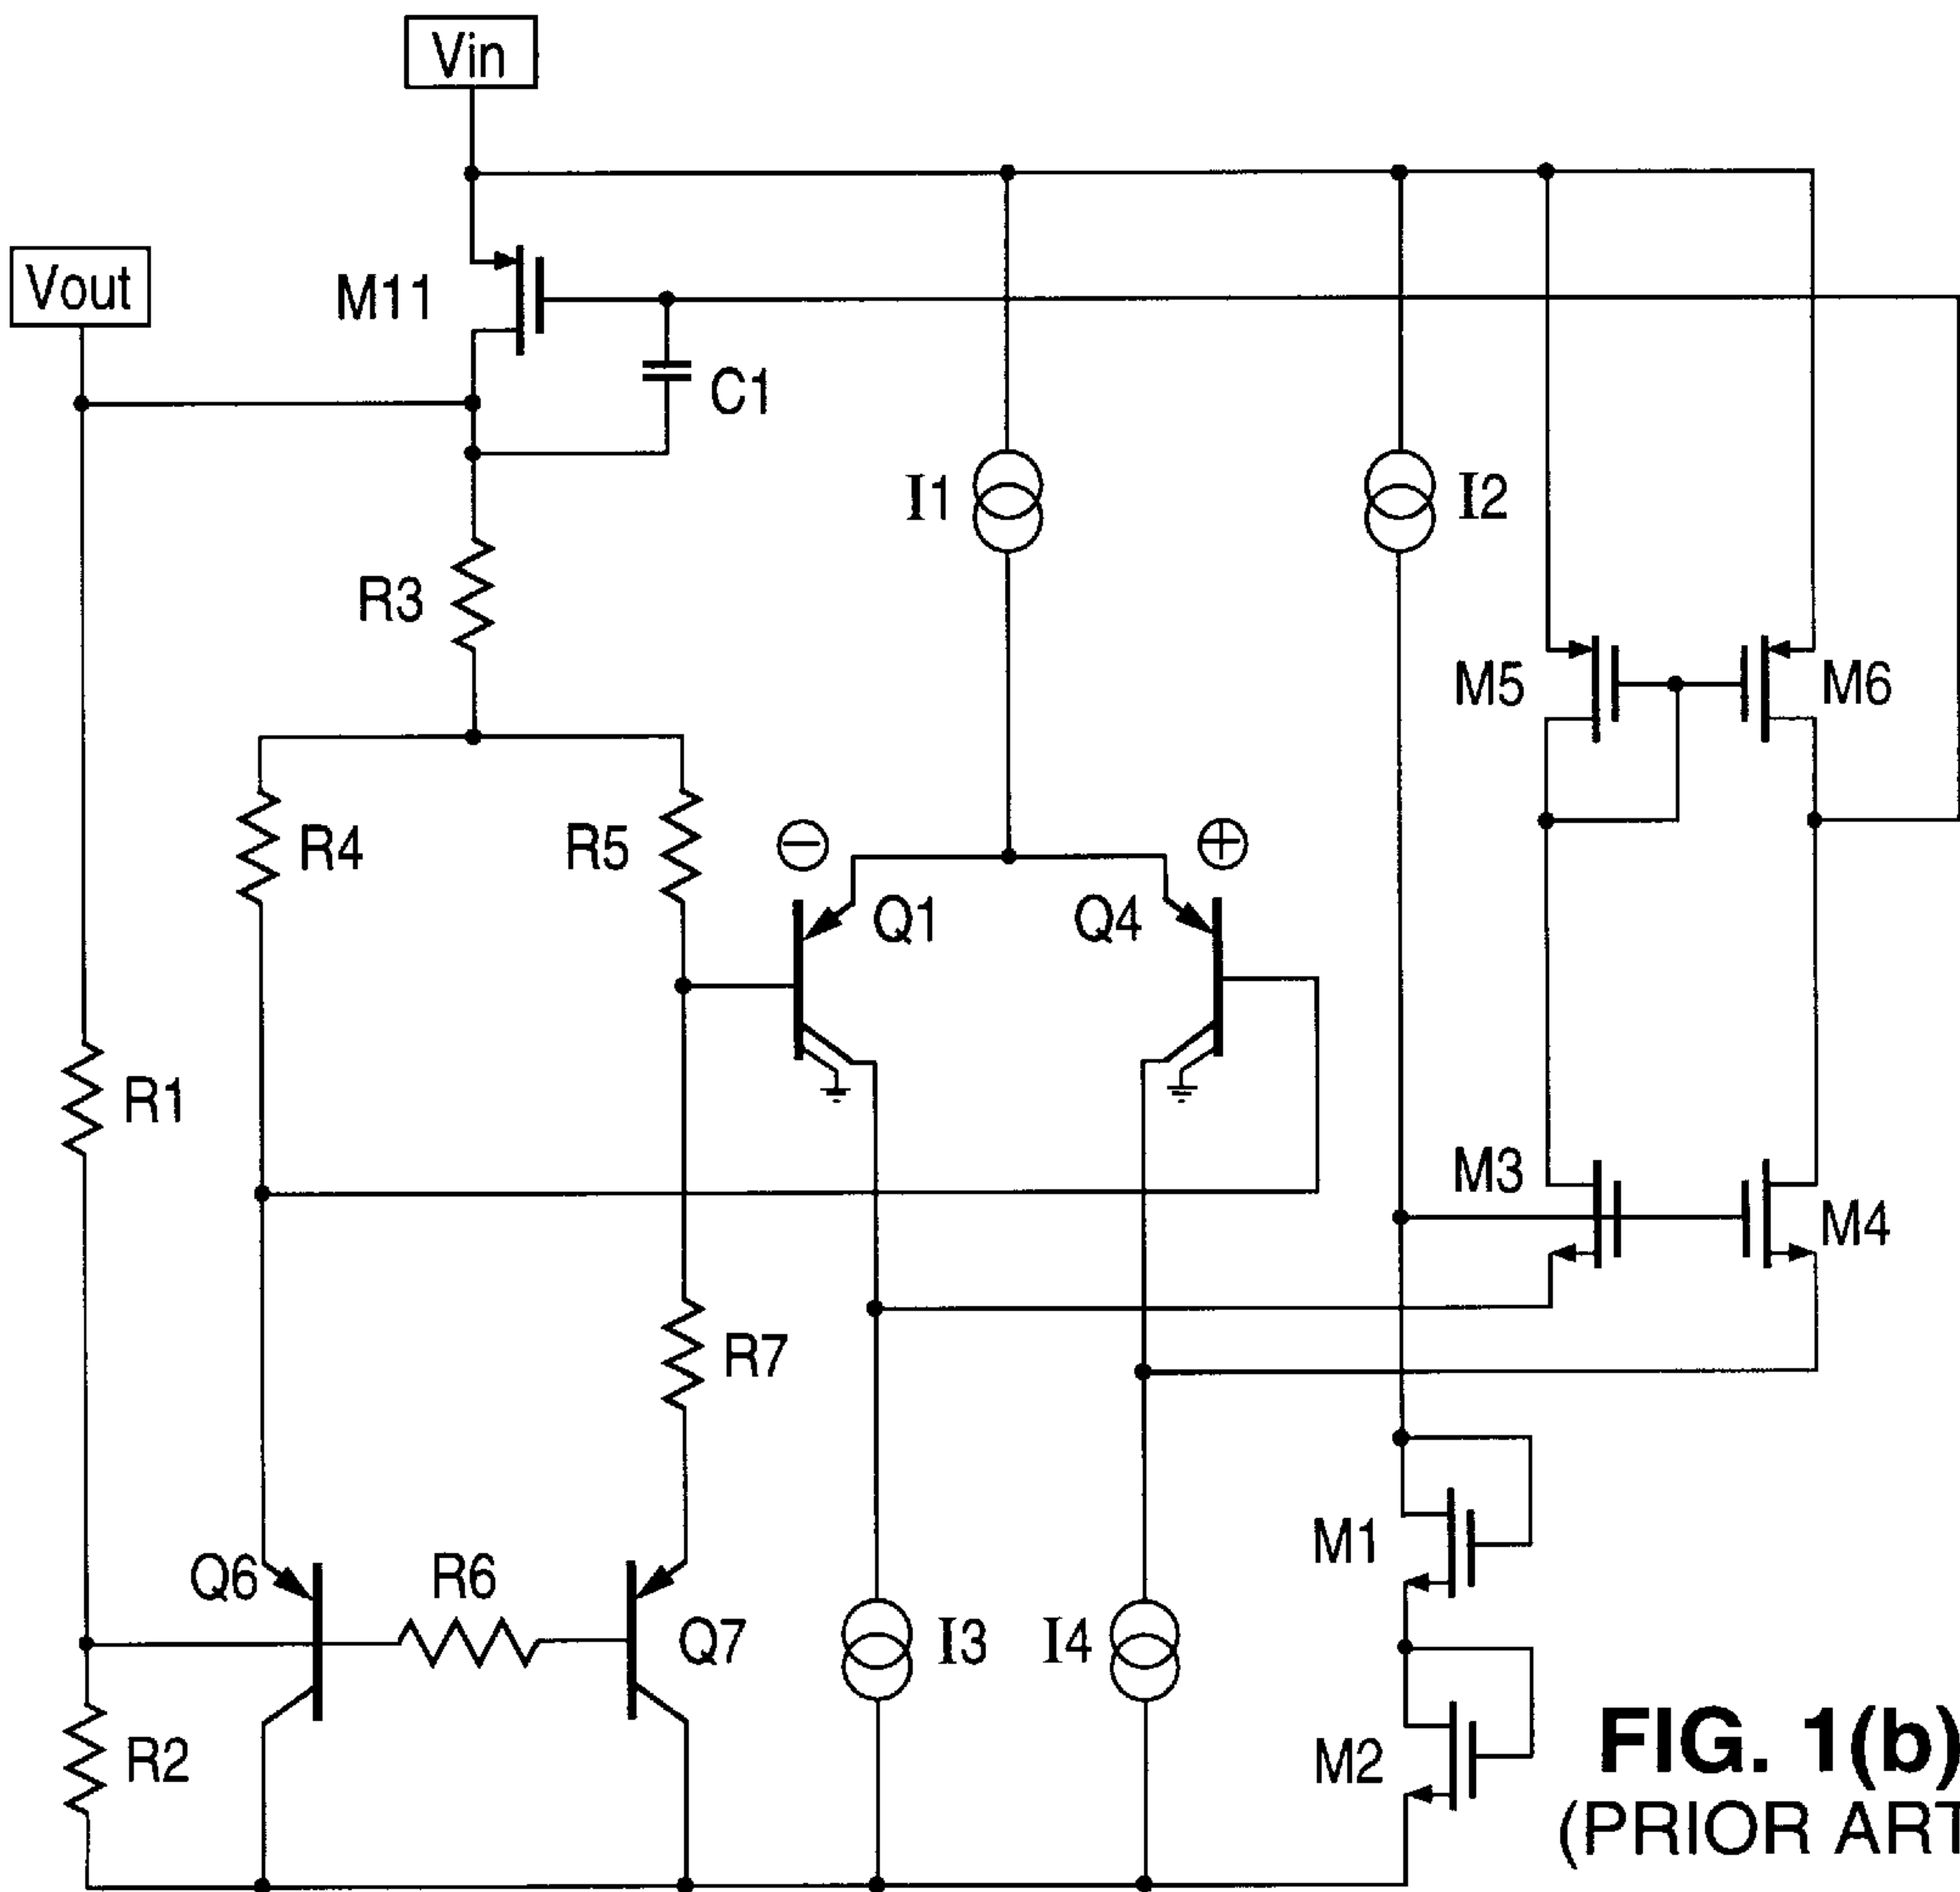 Vin
Vout
M11
C1
I1
I2
R3
M5
M6
R4
R5
−
+
Q1
Q4
R1
M3
M4
R7
M1
Q6
R6
Q7
I3
I4
R2
M2
FIG. 1(b)
(PRIOR ART